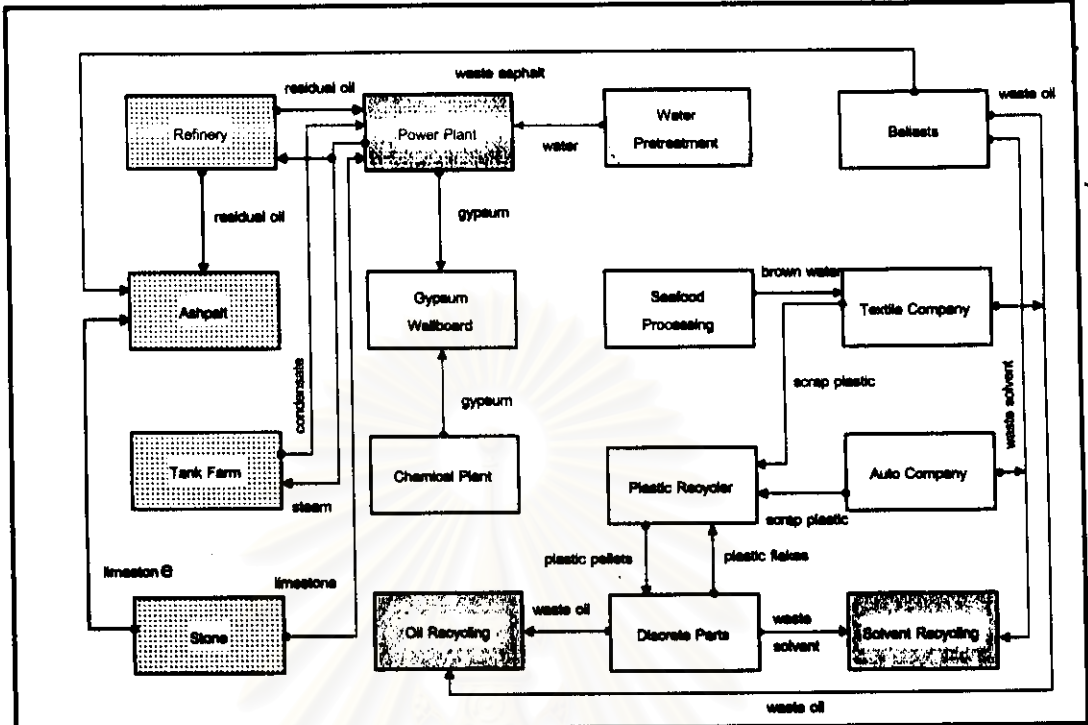 waste asphalt
residual oil
waste oil
Refinery
Power Plant
Water
Pretreatment
Ballasts
water
residual oil
gypsum
brown water
Ashpalt
Gypsum
Wallboard
Seafood
Processing
Textile Company
condensate
scrap plastic
waste solvent
gypsum
Tank Farm
Chemical Plant
Plastic Recycler
Auto Company
steam
scrap plastic
plastic pellets
plastic flakes
limeston e
limestone
waste oil
waste
solvent
Stone
Oil Recycling
Discrete Parts
Solvent Recycling
waste oil